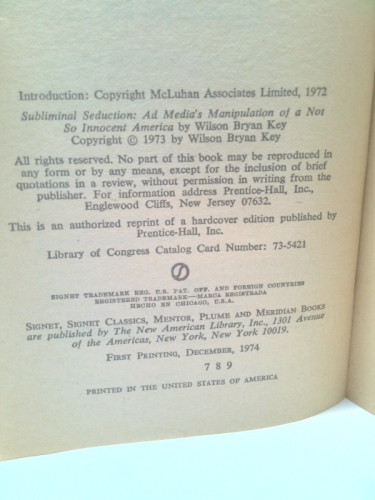 Introduction: Copyright McLuhan Associates Limited, 1972
Subliminal Seduction: Ad Media's Manipulation of a Not
So Innocent America by Wilson Bryan Key
Copyright © 1973 by Wilson Bryan Key
All rights reserved. No part of this book may be reproduced in
any form or by any means, except for the inclusion of brief
quotations in a review, without permission in writing from the
publisher. For information address Prentice-Hall, Inc.,
Englewood Cliffs, New Jersey 07632.
This is an authorized reprint of a hardcover edition published by
Prentice-Hall, Inc.
Library of Congress Catalog Card Number: 73-5421
SIGNET TRADEMARK REG. U.S. PAT. OFF. AND FOREIGN COUNTRIES
REGISTERED TRADEMARK—MARCA REGISTRADA
HECHO EN CHICAGO, U.S.A.
SIGNET, SIGNET CLASSICS, MENTOR, PLUME AND MERIDIAN BOOKS
are published by The New American Library, Inc., 1301 Avenue
of the Americas, New York, New York 10019.
FIRST PRINTING, DECEMBER, 1974
7 8 9
PRINTED IN THE UNITED STATES OF AMERICA